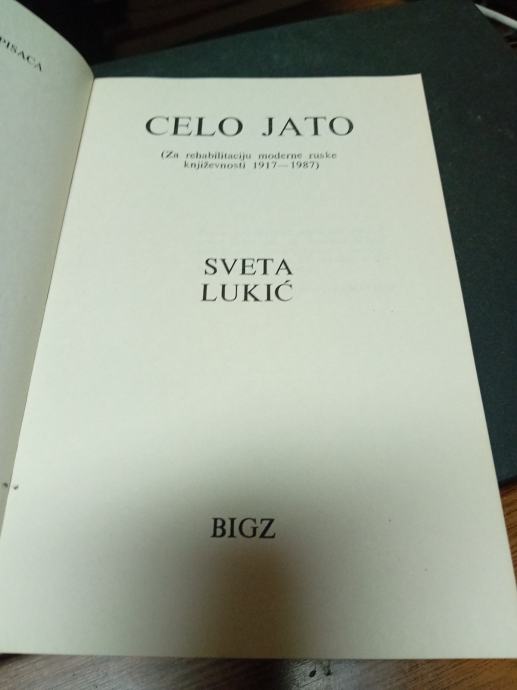 PISACA
CELO JATO
(Za rehabilitaciju moderne ruske
književnosti 1917—1987)
SVETA
LUKIĆ
BIGZ